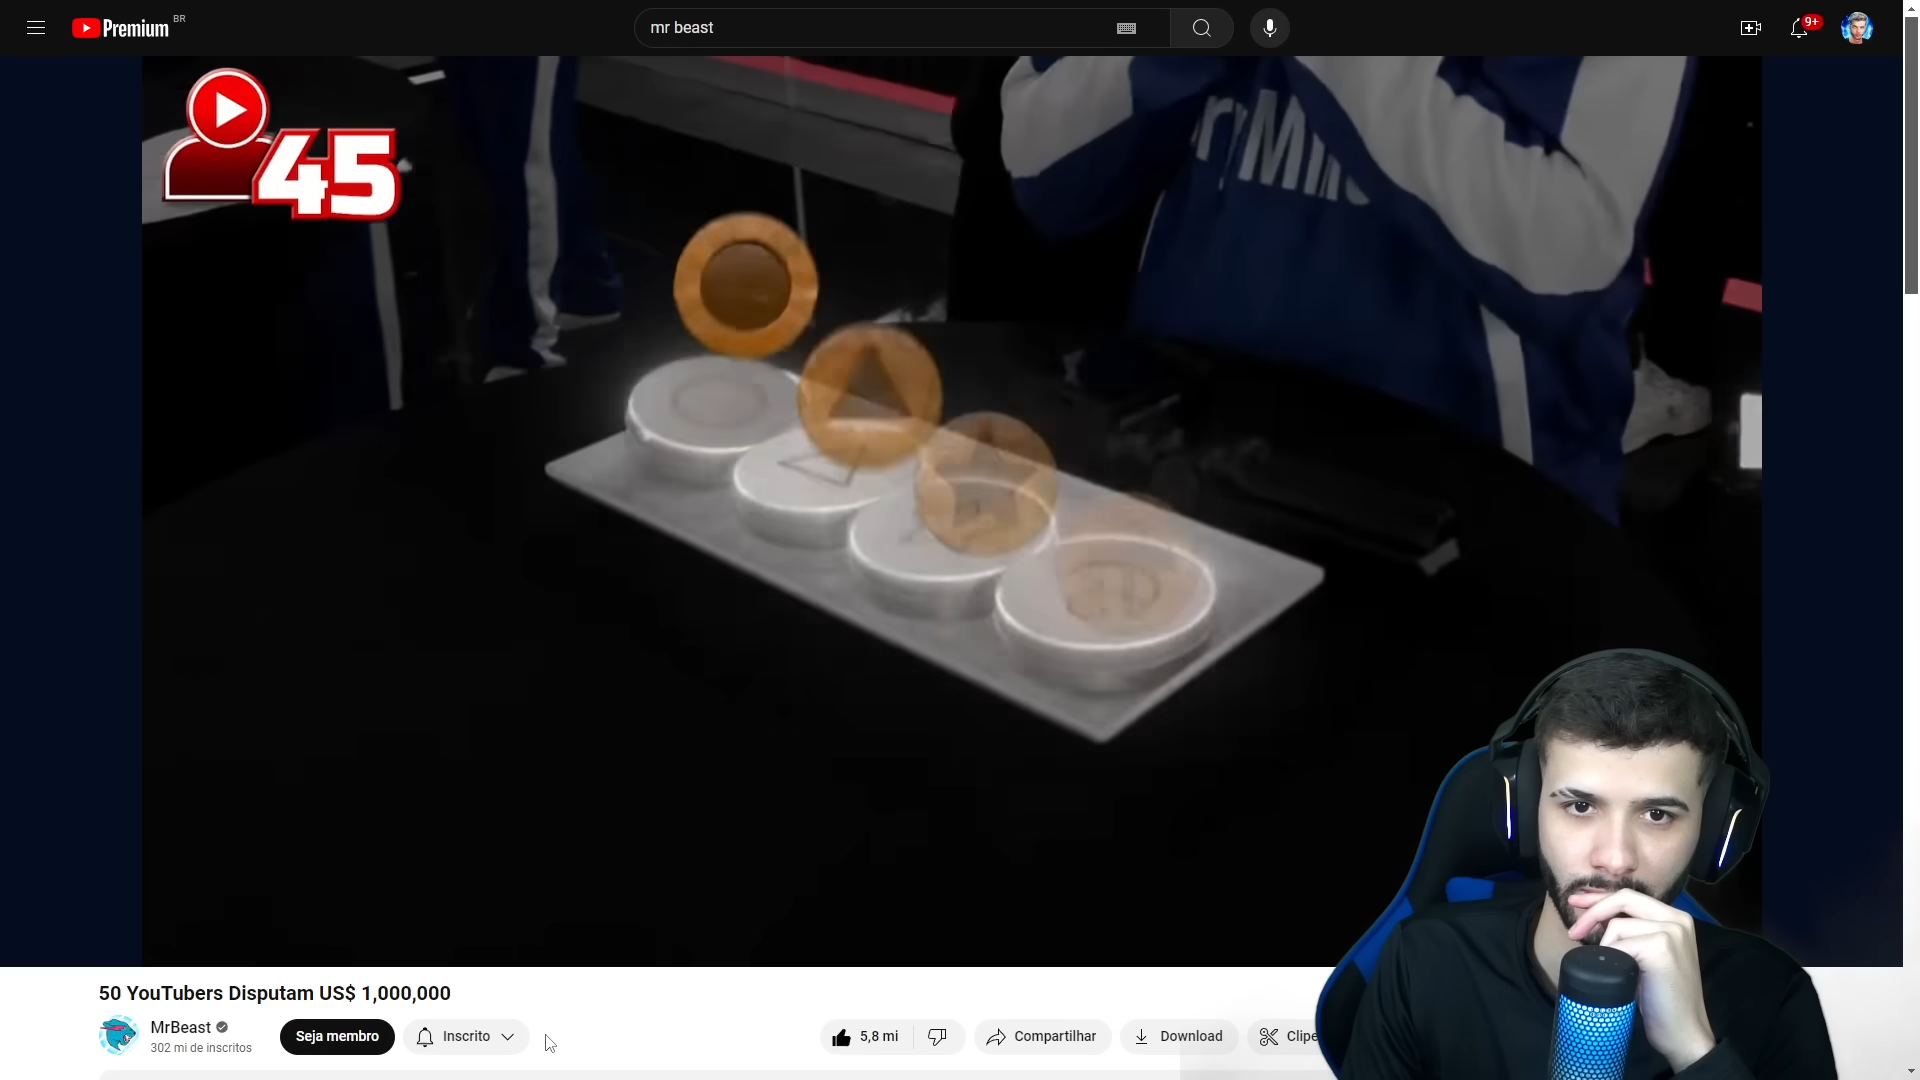 Premium BR
mr beast
9+
45
50 YouTubers Disputam US$ 1,000,000
MrBeast
302 mi de inscritos
Seja membro
Inscrito
5,8 mi
Compartilhar
Download
Clipe